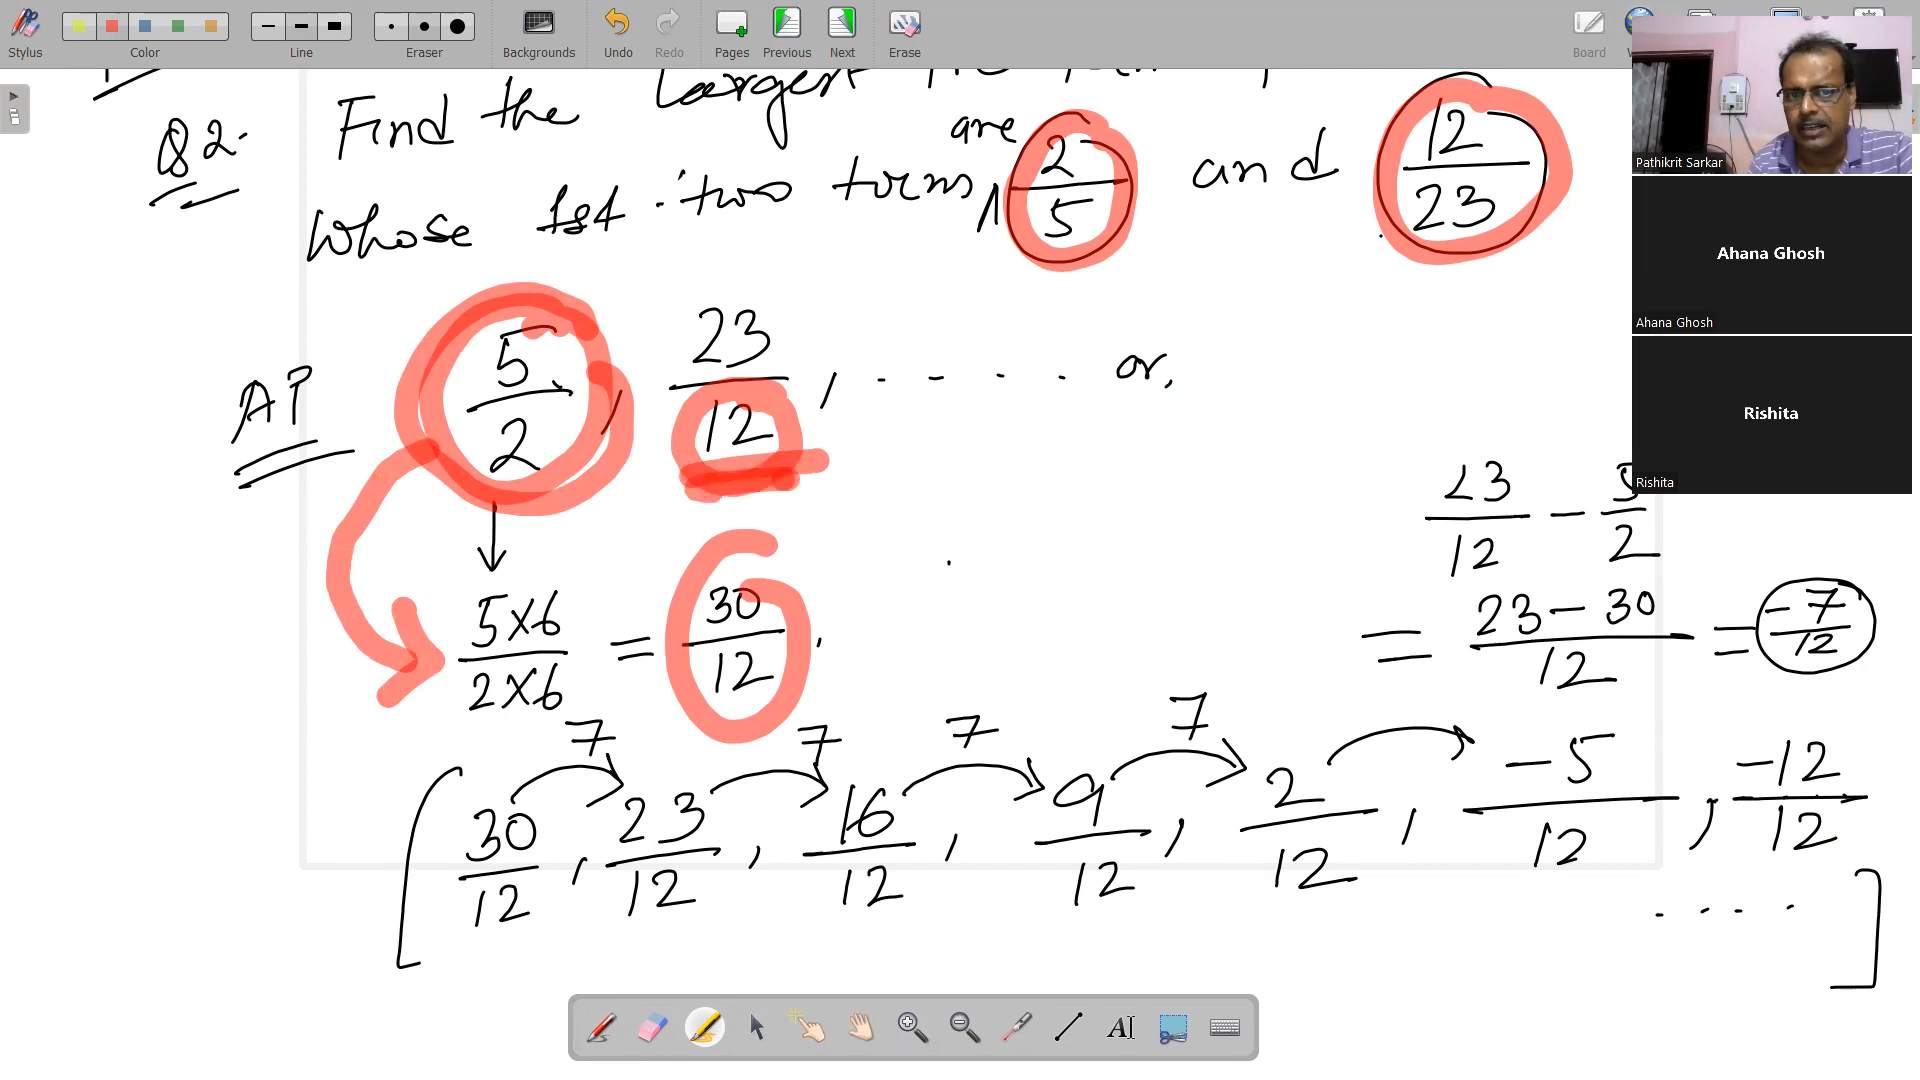 Stylus Color Line Eraser Backgrounds Undo Redo Pages Previous Next Erase Board
Q2. Find the Largest
whose 1st two terms are 2/5 and 12/23
AP 5/2, 23/12, .... or,
23/12 - 5/2
5×6/2×6 = 30/12.
= 23-30/12 = -7/12
7 7 7 7
[30/12, 23/12, 16/12, 9/12, 2/12, -5/12, -12/12
.... ]
Pathikrit Sarkar
Ahana Ghosh
Ahana Ghosh
Rishita
Rishita